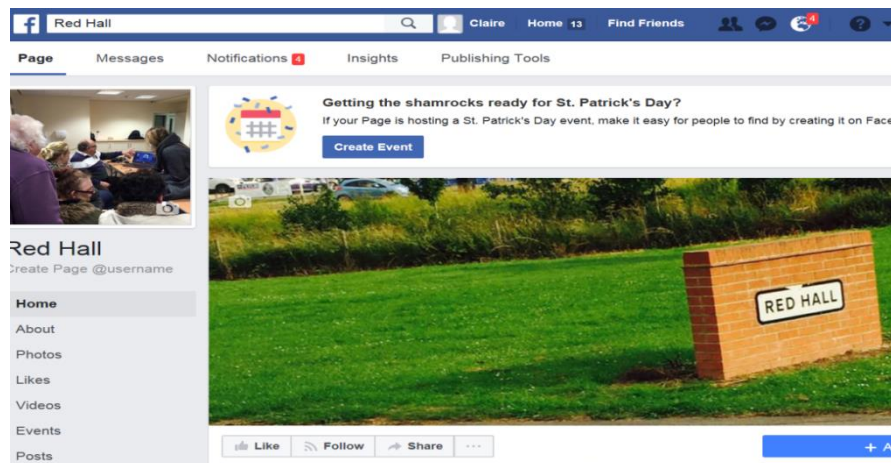 f Red Hall Claire Home 13 Find Friends 4 ?
Page Messages Notifications 4 Insights Publishing Tools
Getting the shamrocks ready for St. Patrick's Day?
If your Page is hosting a St. Patrick's Day event, make it easy for people to find by creating it on Face
Create Event
Red Hall
Create Page @username
Home
About
Photos
Likes
Videos
Events
Posts
RED HALL
Like Follow Share ...
+ A